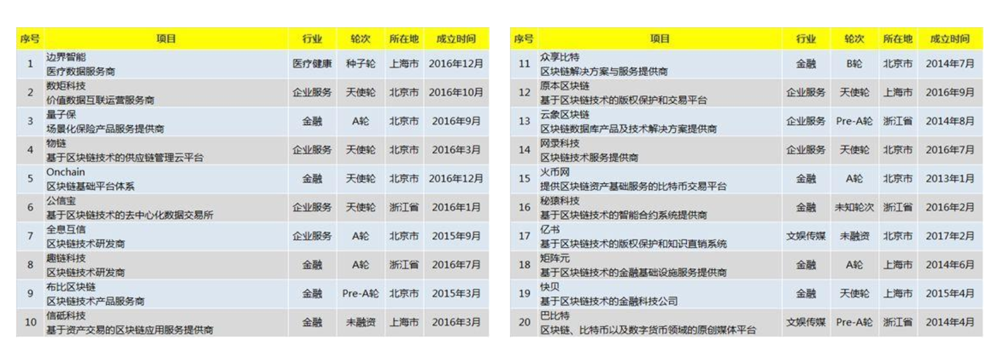 序号 项目 行业 轮次 所在地 成立时间
1 边界智能 医疗数据服务商 医疗健康 种子轮 上海市 2016年12月
2 数矩科技 价值数据互联运营服务商 企业服务 天使轮 北京市 2016年10月
3 量子保 场景化保险产品服务提供商 金融 A轮 北京市 2016年9月
4 物链 基于区块链技术的供应链管理云平台 企业服务 天使轮 北京市 2016年3月
5 Onchain 区块链基础平台体系 金融 天使轮 北京市 2016年12月
6 公信宝 基于区块链技术的去中心化数据交易所 企业服务 天使轮 浙江省 2016年1月
7 全息互信 区块链技术研发商 企业服务 A轮 北京市 2015年9月
8 趣链科技 区块链技术研发商 金融 A轮 浙江省 2016年7月
9 布比区块链 区块链技术产品服务商 金融 Pre-A轮 北京市 2015年3月
10 信砥科技 基于资产交易的区块链应用服务提供商 金融 未融资 上海市 2016年3月
序号 项目 行业 轮次 所在地 成立时间
11 众享比特 区块链解决方案与服务提供商 金融 B轮 北京市 2014年7月
12 原本区块链 基于区块链技术的版权保护和交易平台 企业服务 天使轮 上海市 2016年9月
13 云象区块链 区块链数据库产品及技术解决方案提供商 企业服务 Pre-A轮 浙江省 2014年8月
14 网录科技 区块链技术服务提供商 企业服务 天使轮 北京市 2016年7月
15 火币网 提供区块链资产基础服务的比特币交易平台 金融 A轮 北京市 2013年1月
16 秘猿科技 基于区块链技术的智能合约系统提供商 金融 未知轮次 浙江省 2016年2月
17 亿书 基于区块链技术的版权保护和知识直销系统 文娱传媒 未融资 北京市 2017年2月
18 矩阵元 基于区块链技术的金融基础设施服务提供商 金融 A轮 上海市 2014年6月
19 快贝 基于区块链技术的金融科技公司 金融 天使轮 上海市 2015年4月
20 巴比特 区块链、比特币以及数字货币领域的原创媒体平台 文娱传媒 Pre-A轮 浙江省 2014年4月